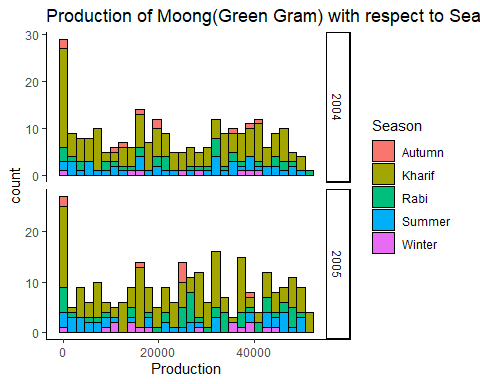 Production of Moong(Green Gram) with respect to Sea
count
30
20
10
0
2004
20
10
0
2005
0
20000
40000
Production
Season
Autumn
Kharif
Rabi
Summer
Winter